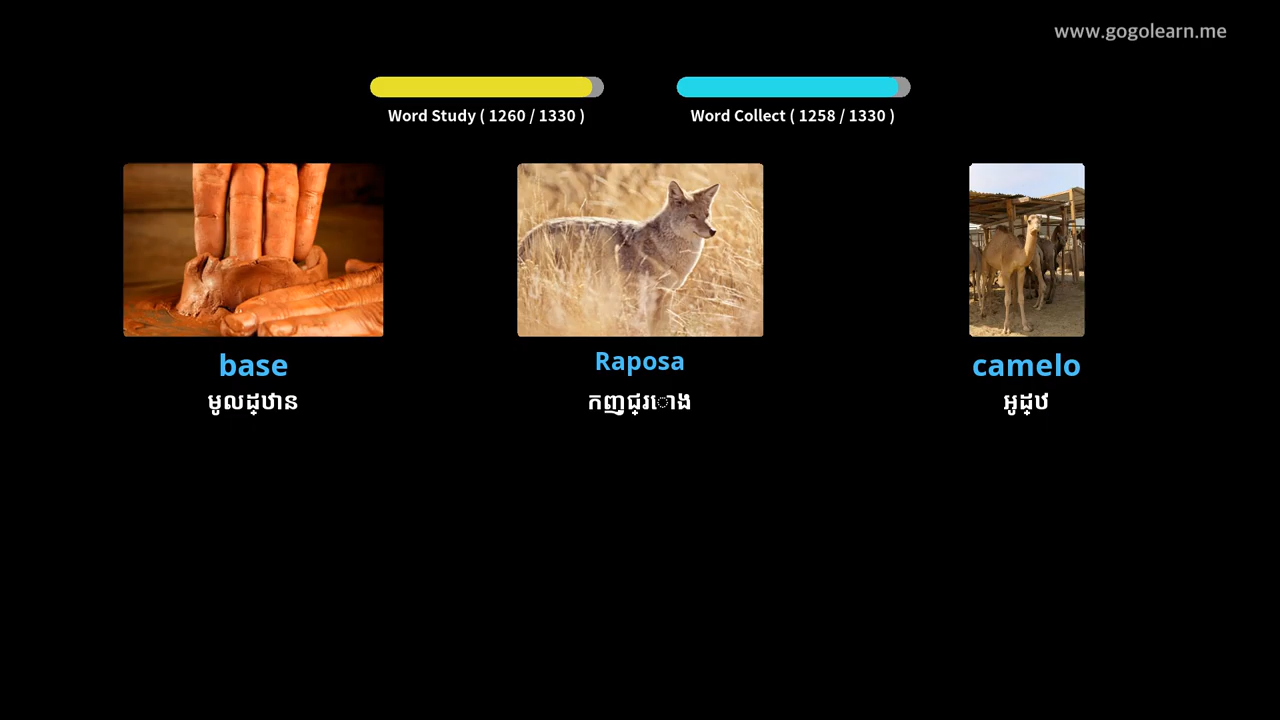 www.gogolearn.me
Word Study ( 1260 / 1330 )
Word Collect ( 1258 / 1330 )
base
Raposa
camelo
មូលដ្ឋាន
កញ្ជ្រោង
អូដ្ឋ